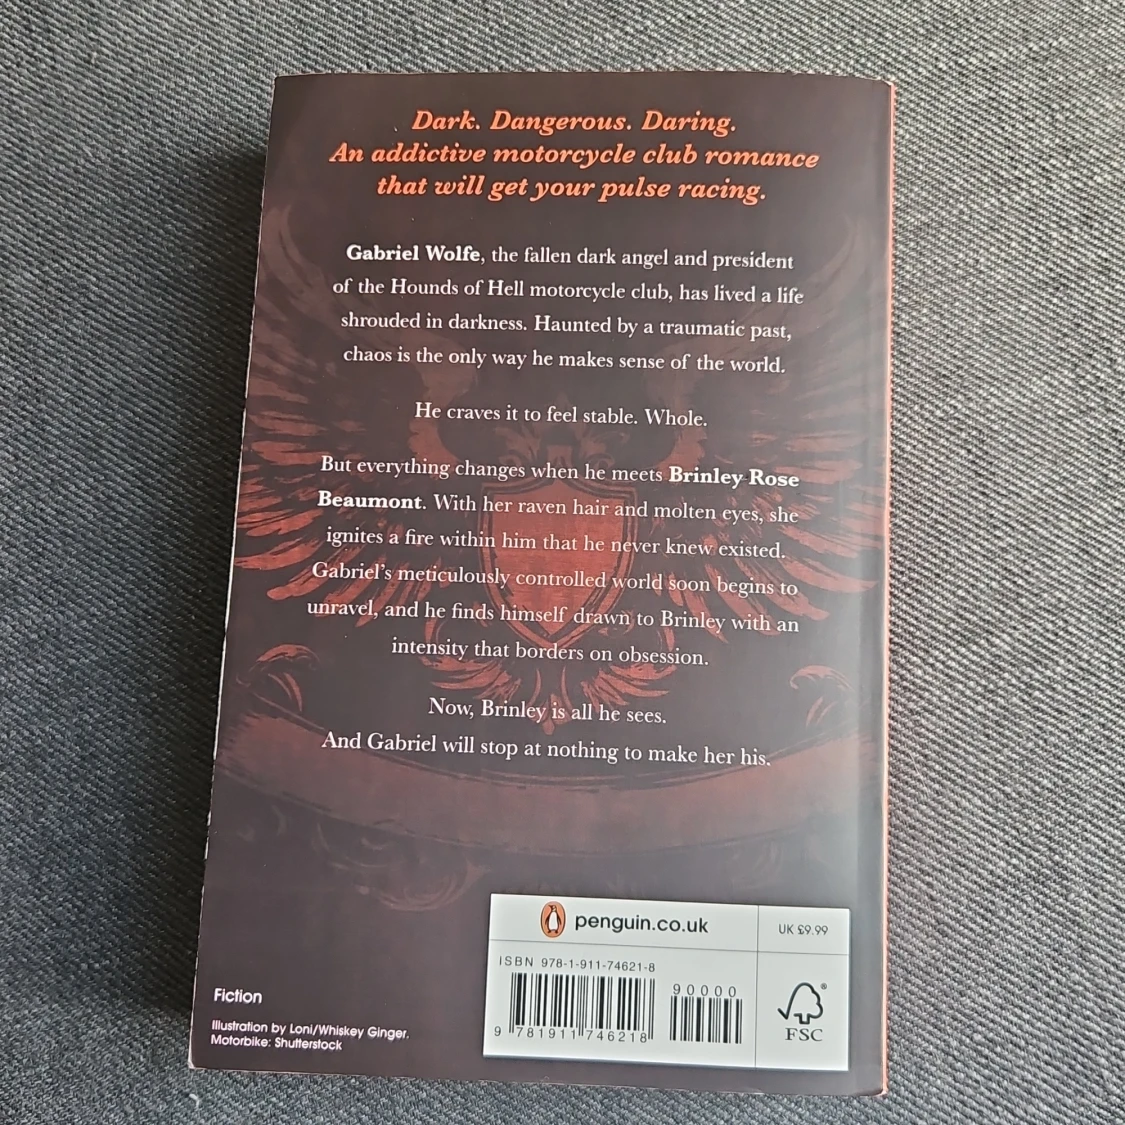 Dark. Dangerous. Daring.
An addictive motorcycle club romance
that will get your pulse racing.
Gabriel Wolfe, the fallen dark angel and president
of the Hounds of Hell motorcycle club, has lived a life
shrouded in darkness. Haunted by a traumatic past,
chaos is the only way he makes sense of the world.
He craves it to feel stable. Whole.
But everything changes when he meets Brinley Rose
Beaumont. With her raven hair and molten eyes, she
ignites a fire within him that he never knew existed.
Gabriel's meticulously controlled world soon begins to
unravel, and he finds himself drawn to Brinley with an
intensity that borders on obsession.
Now, Brinley is all he sees.
And Gabriel will stop at nothing to make her his.
penguin.co.uk
UK £9.99
ISBN 978-1-911-74621-8
90000
9 781911 746218
FSC
®
Fiction
Illustration by Loni/Whiskey Ginger.
Motorbike: Shutterstock